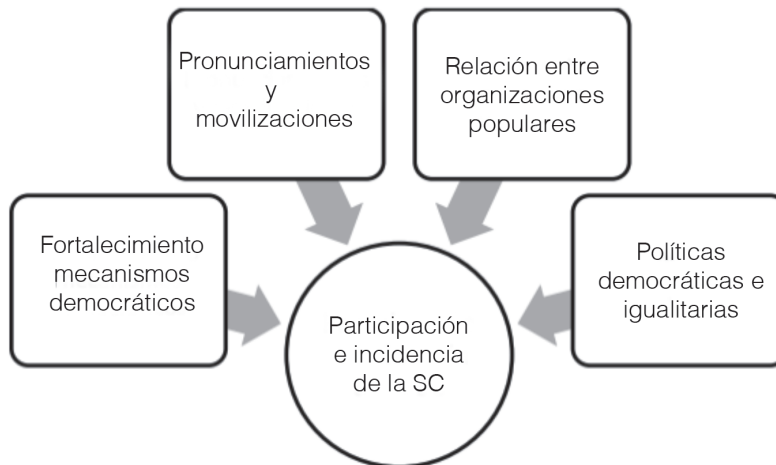 Pronunciamientos
y
movilizaciones
Relación entre
organizaciones
populares
Fortalecimiento
mecanismos
democráticos
Políticas
democráticas e
igualitarias
Participación
e incidencia
de la SC